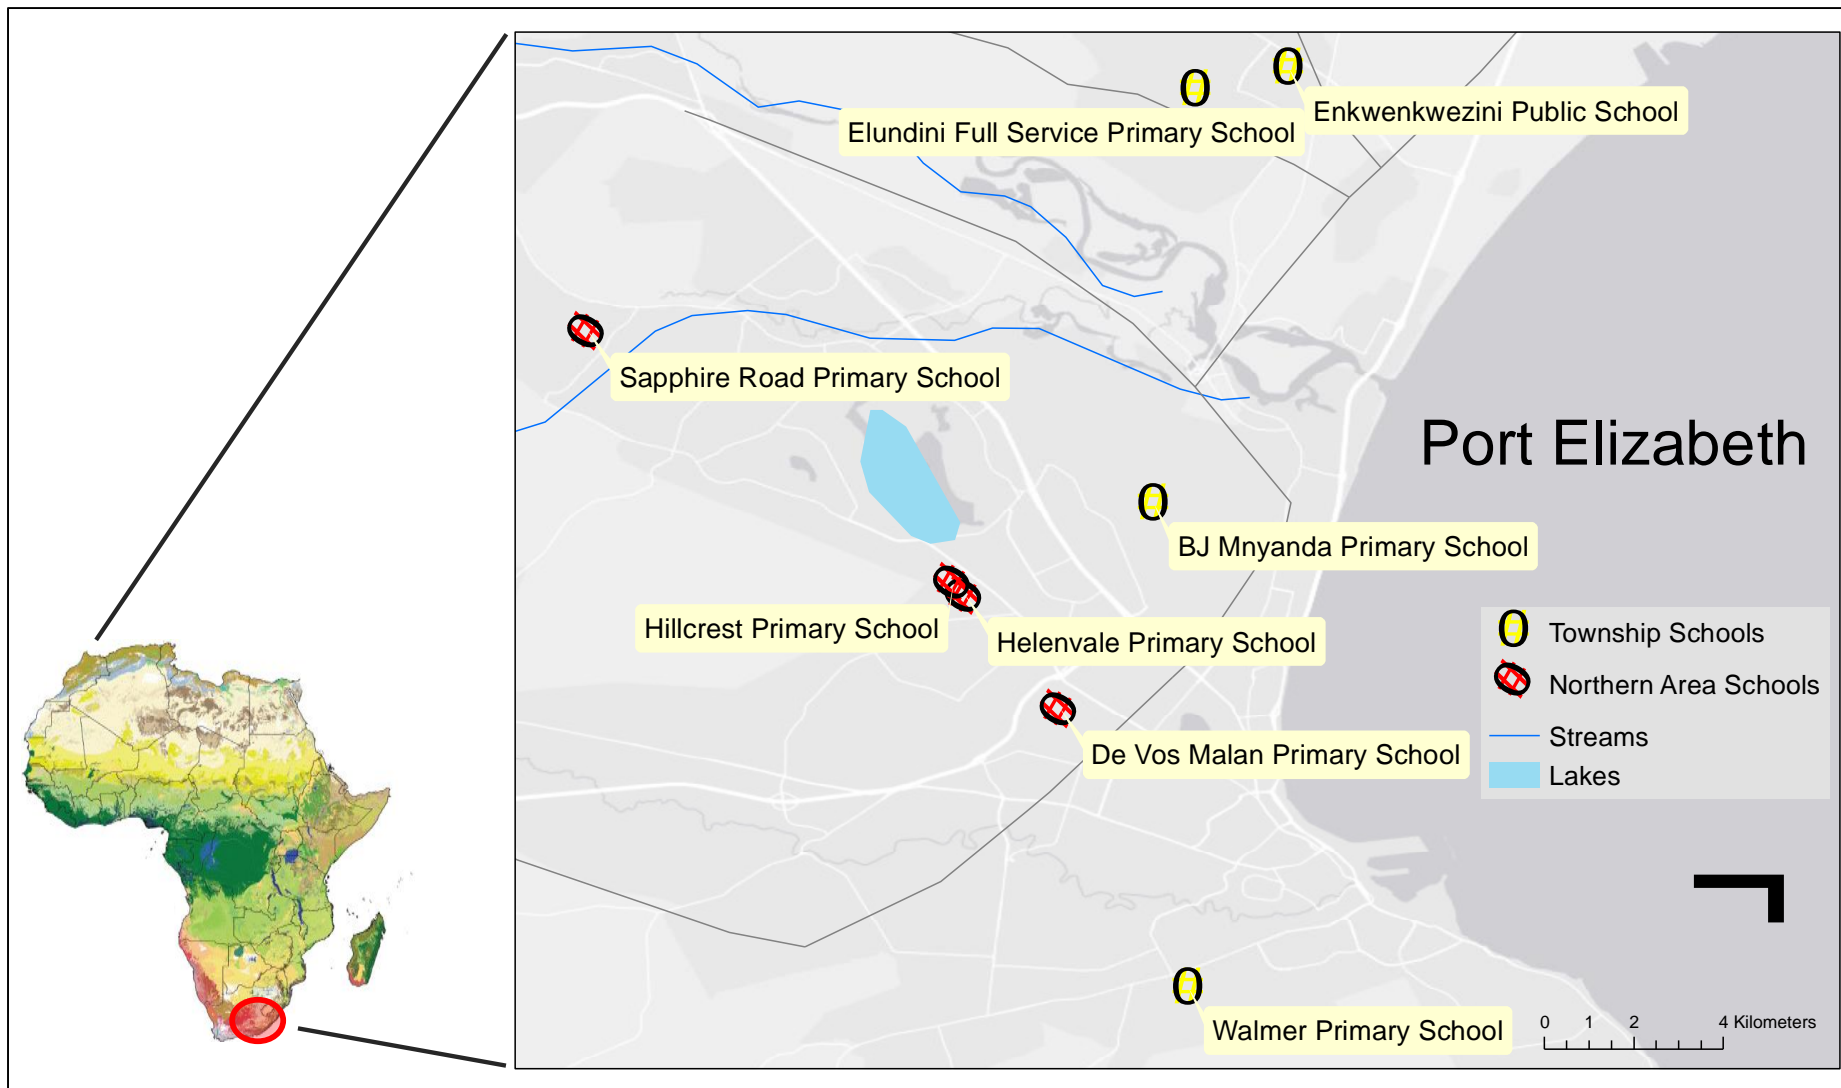 Enkwenkwezini Public School
Elundini Full Service Primary School
Sapphire Road Primary School
Port Elizabeth
BJ Mnyanda Primary School
Hillcrest Primary School
Helenvale Primary School
De Vos Malan Primary School
Walmer Primary School
Township Schools
Northern Area Schools
Streams
Lakes
0 1 2 4 Kilometers